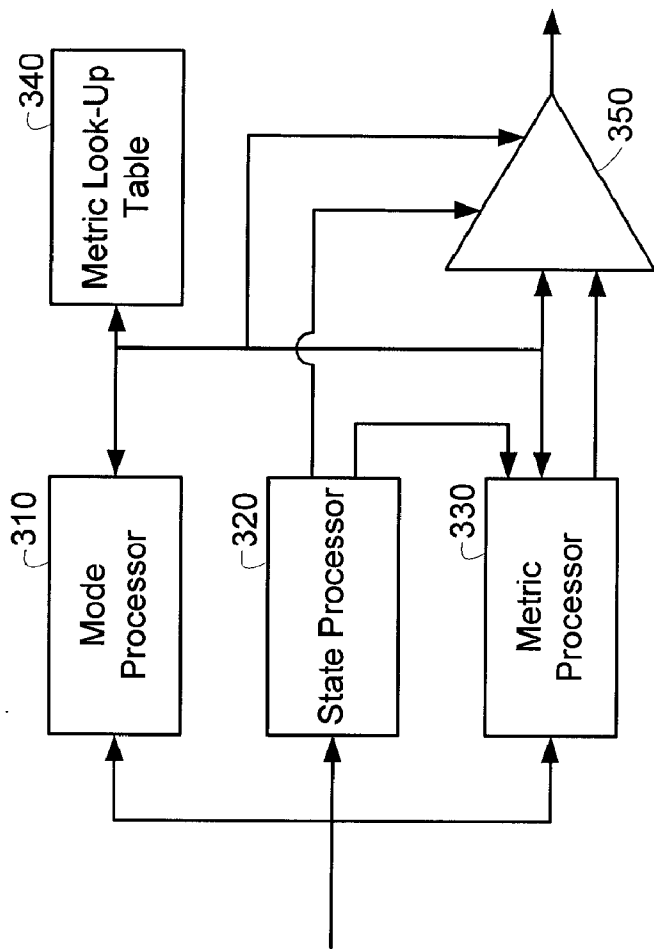 310
Mode
Processor
340
Metric Look-Up
Table
320
State Processor
330
Metric
Processor
350